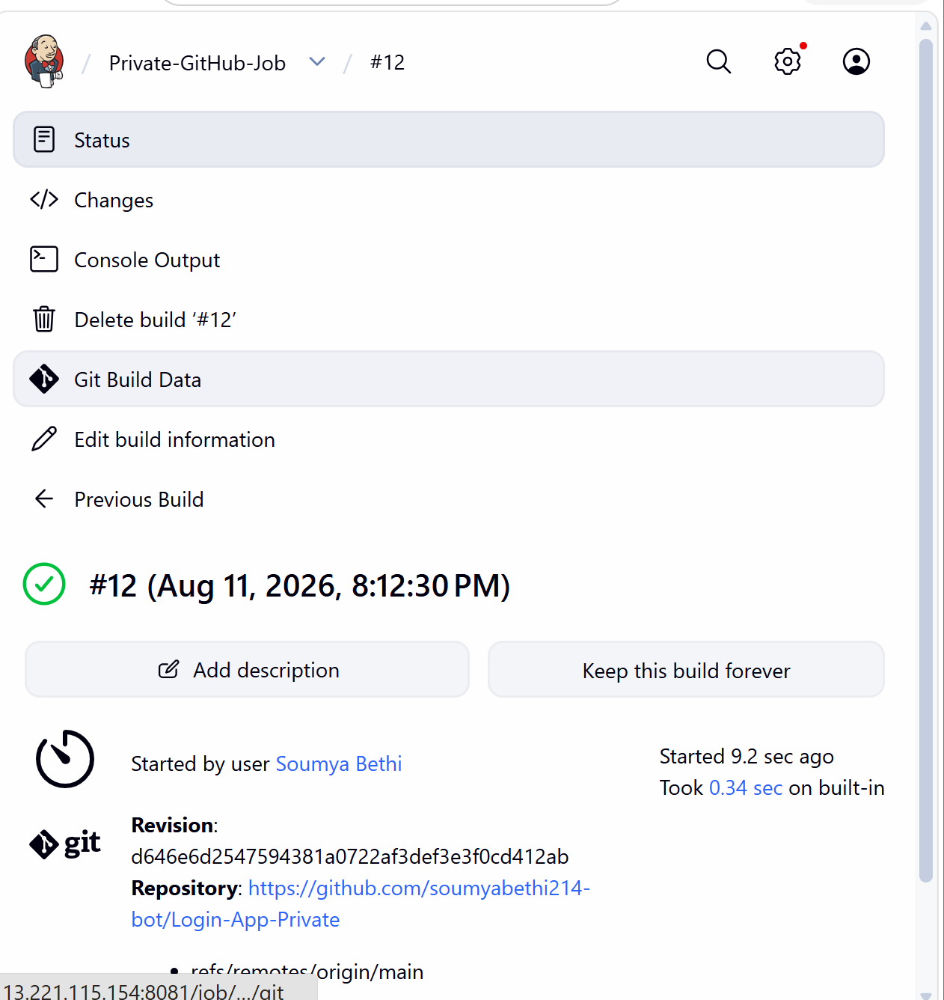 / Private-GitHub-Job / #12
Status
Changes
Console Output
Delete build ‘#12’
Git Build Data
Edit build information
Previous Build
#12 (Aug 11, 2026, 8:12:30 PM)
Add description
Keep this build forever
Started by user Soumya Bethi
Started 9.2 sec ago
Took 0.34 sec on built-in
git
Revision:
d646e6d2547594381a0722af3def3e3f0cd412ab
Repository: https://github.com/soumyabethi214-
bot/Login-App-Private
refs/remotes/origin/main
13.221.115.154:8081/job/.../git